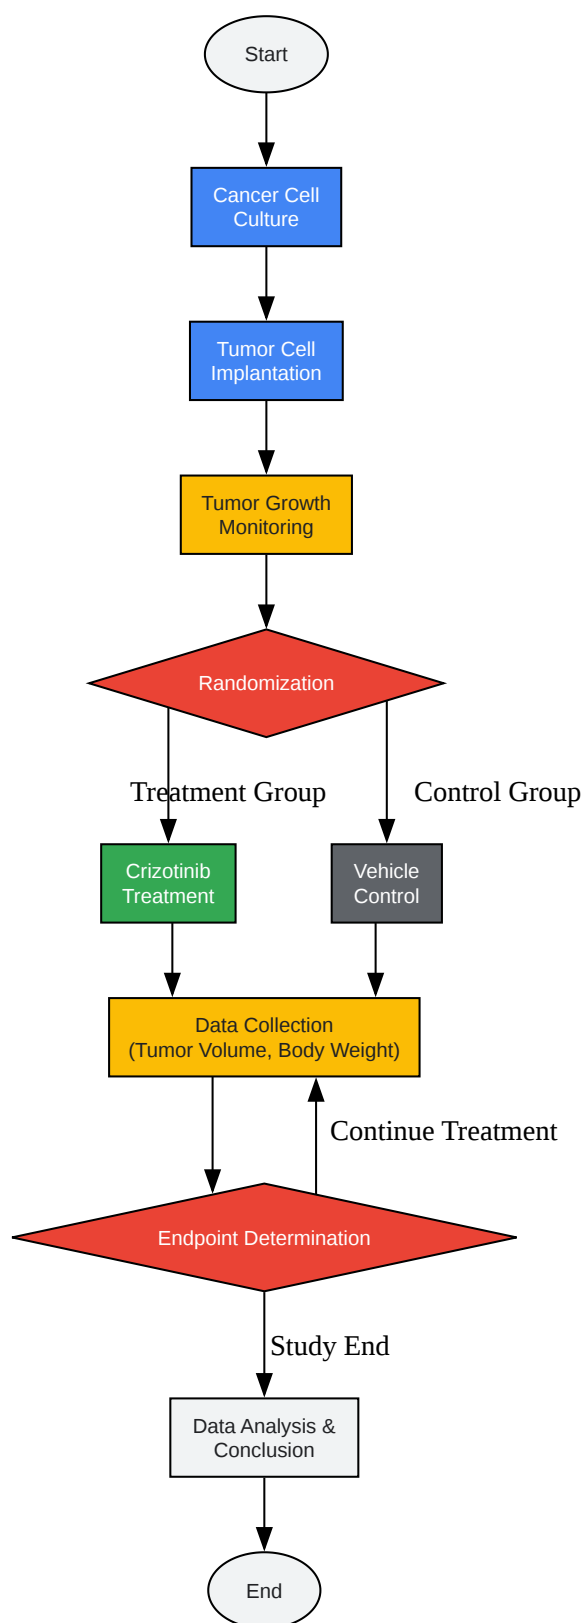 Start
Cancer Cell
Culture
Tumor Cell
Implantation
Tumor Growth
Monitoring
Randomization
Treatment Group
Control Group
Crizotinib
Treatment
Vehicle
Control
Data Collection
(Tumor Volume, Body Weight)
Continue Treatment
Endpoint Determination
Study End
Data Analysis &
Conclusion
End